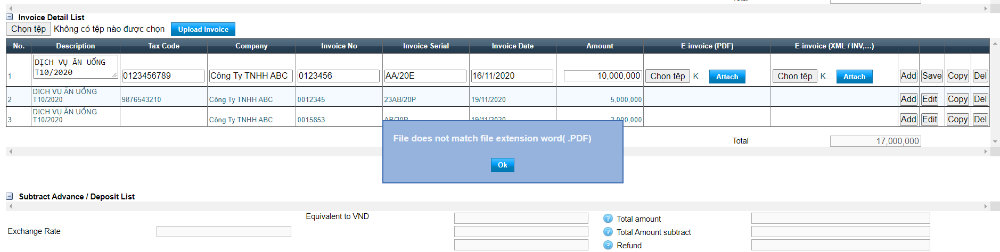 Invoice Detail List
Chọn tệp Không có tệp nào được chọn Upload Invoice
No. Description Tax Code Company Invoice No Invoice Serial Invoice Date Amount E-invoice (PDF) E-invoice (XML / INV,...)
1 DỊCH VỤ ĂN UỐNG
T10/2020 0123456789 Công Ty TNHH ABC 0123456 AA/20E 16/11/2020 10,000,000 Chọn tệp K... Attach Chọn tệp K... Attach Add Save Copy Del
DỊCH VỤ ĂN UỐNG
2 T10/2020 9876543210 Công Ty TNHH ABC 0012345 23AB/20P 19/11/2020 5,000,000 Add Edit Copy Del
DỊCH VỤ ĂN UỐNG
3 T10/2020 Công Ty TNHH ABC 0015853 AB/20P 19/11/2020 2,000,000 Add Edit Copy Del
File does not match file extension word( .PDF)
Ok
Total 17,000,000
Subtract Advance / Deposit List
Equivalent to VND
Total amount
Exchange Rate
Total Amount subtract
Refund